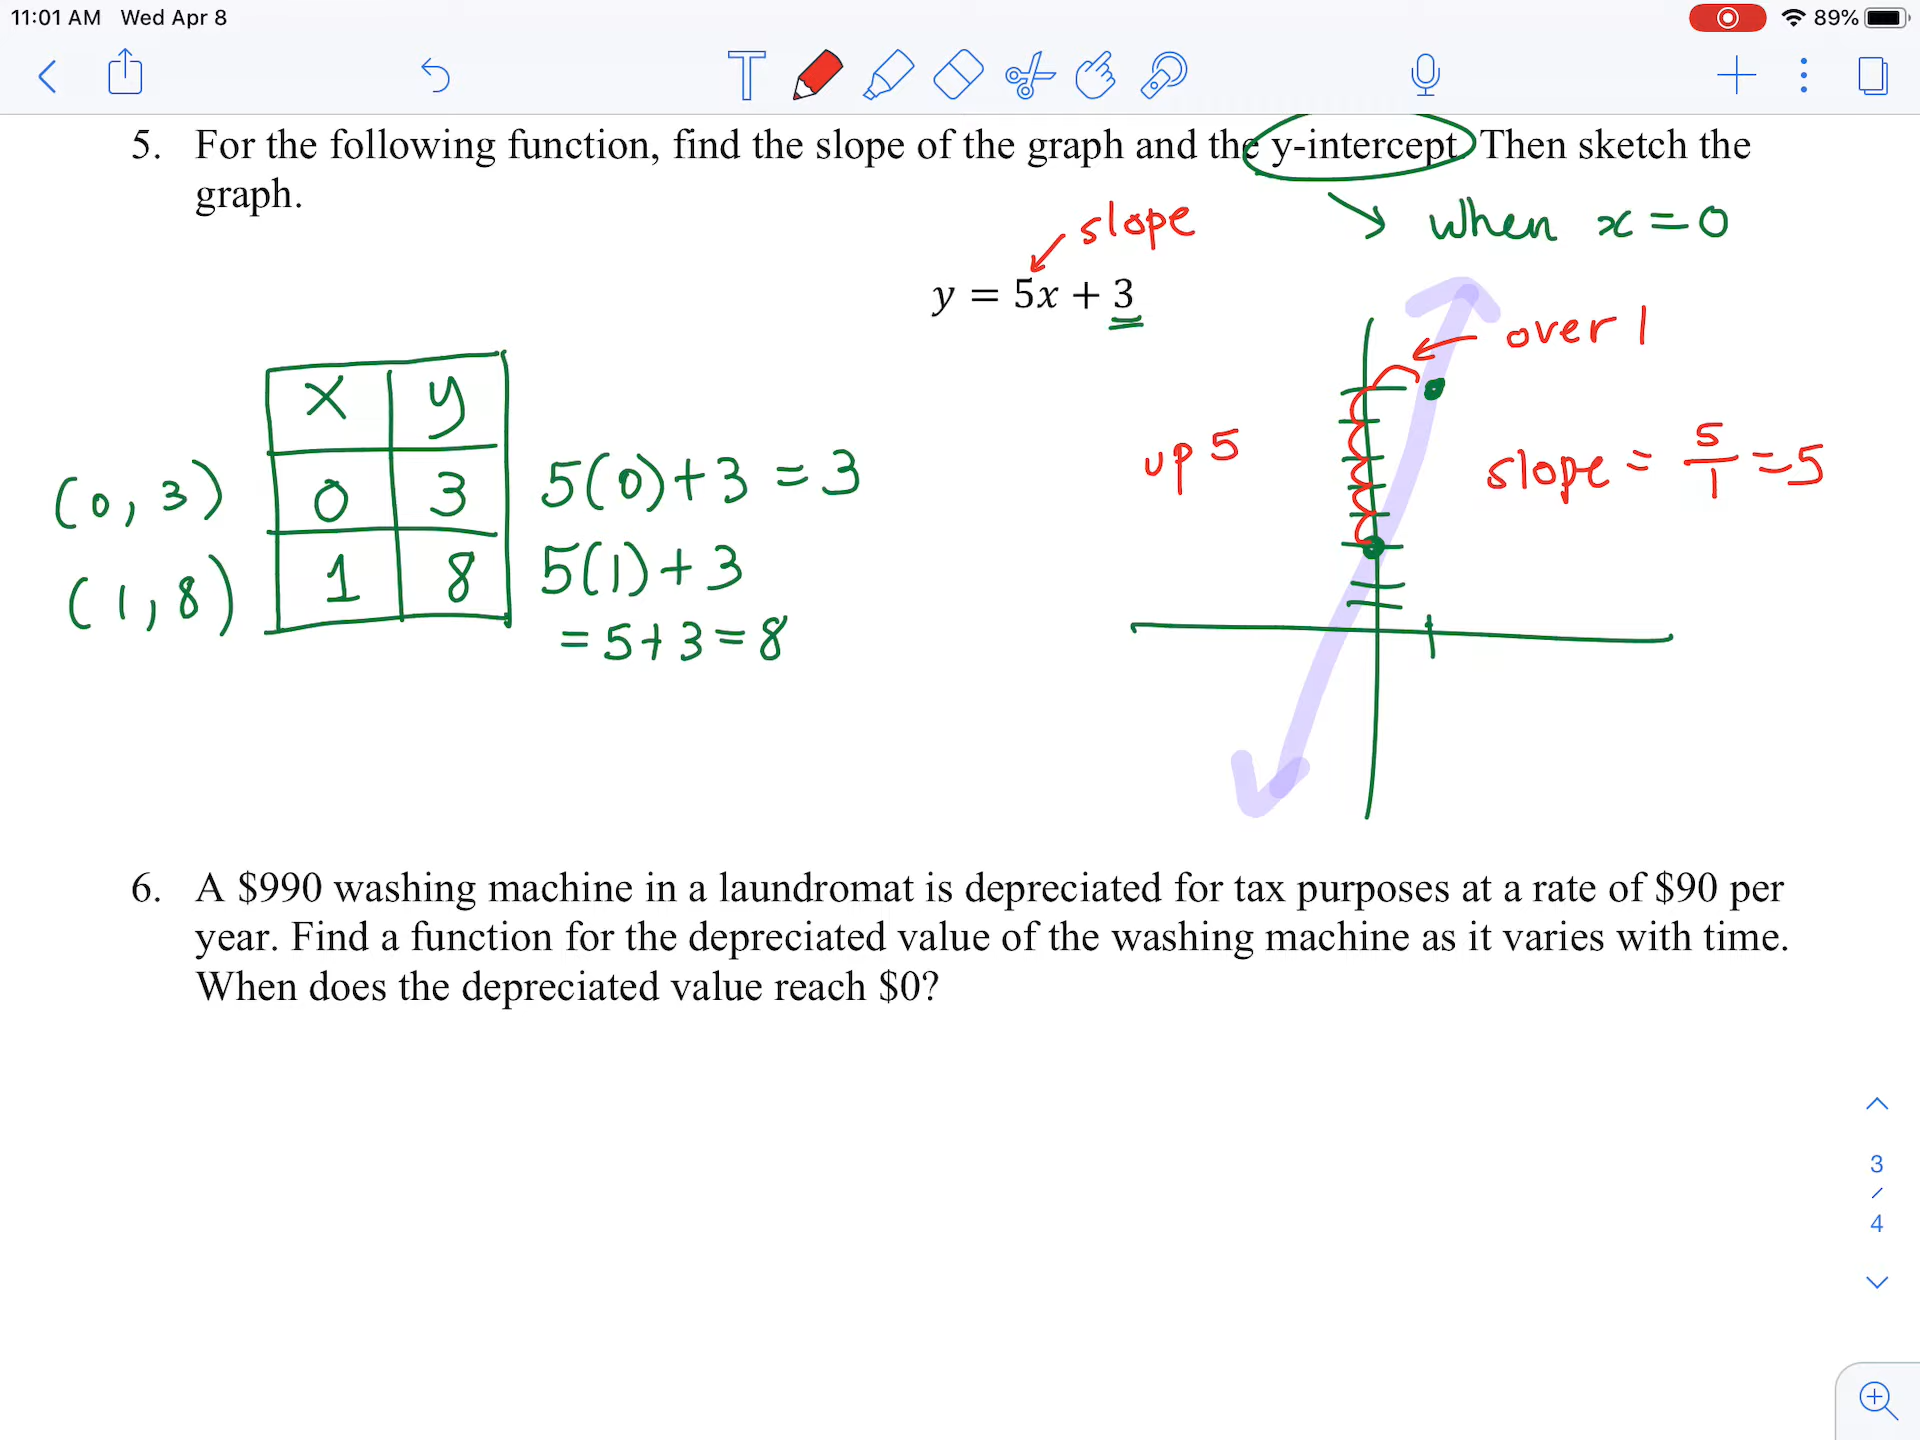 11:01 AM Wed Apr 8
89%
5. For the following function, find the slope of the graph and the y-intercept. Then sketch the
graph.
slope
when x = 0
y = 5x + 3
over 1
x y
up 5
slope = 5/1 = 5
(0, 3) 0 3 5(0)+3 = 3
(1, 8) 1 8 5(1)+3
= 5+3 = 8
6. A $990 washing machine in a laundromat is depreciated for tax purposes at a rate of $90 per
year. Find a function for the depreciated value of the washing machine as it varies with time.
When does the depreciated value reach $0?
3
/
4